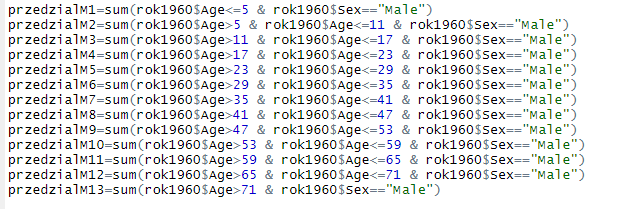 przedzialM1=sum(rok1960$Age<=5 & rok1960$Sex=="Male")
przedzialM2=sum(rok1960$Age>5 & rok1960$Age<=11 & rok1960$Sex=="Male")
przedzialM3=sum(rok1960$Age>11 & rok1960$Age<=17 & rok1960$Sex=="Male")
przedzialM4=sum(rok1960$Age>17 & rok1960$Age<=23 & rok1960$Sex=="Male")
przedzialM5=sum(rok1960$Age>23 & rok1960$Age<=29 & rok1960$Sex=="Male")
przedzialM6=sum(rok1960$Age>29 & rok1960$Age<=35 & rok1960$Sex=="Male")
przedzialM7=sum(rok1960$Age>35 & rok1960$Age<=41 & rok1960$Sex=="Male")
przedzialM8=sum(rok1960$Age>41 & rok1960$Age<=47 & rok1960$Sex=="Male")
przedzialM9=sum(rok1960$Age>47 & rok1960$Age<=53 & rok1960$Sex=="Male")
przedzialM10=sum(rok1960$Age>53 & rok1960$Age<=59 & rok1960$Sex=="Male")
przedzialM11=sum(rok1960$Age>59 & rok1960$Age<=65 & rok1960$Sex=="Male")
przedzialM12=sum(rok1960$Age>65 & rok1960$Age<=71 & rok1960$Sex=="Male")
przedzialM13=sum(rok1960$Age>71 & rok1960$Sex=="Male")